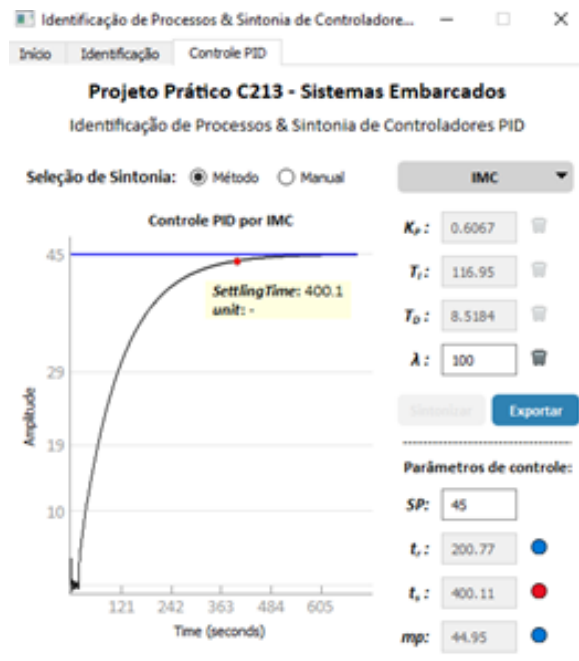 Identificação de Processos & Sintonia de Controladore...
Início Identificação Controle PID
Projeto Prático C213 - Sistemas Embarcados
Identificação de Processos & Sintonia de Controladores PID
Seleção de Sintonia: Método Manual IMC
Controle PID por IMC
45
29
19
10
Amplitude
SettlingTime: 400.1
unit: -
121 242 363 484 605
Time (seconds)
Kₚ: 0.6067
Tᵢ: 116.95
T_D: 8.5184
λ: 100
Sintonizar Exportar
Parâmetros de controle:
SP: 45
tᵣ: 200.77
tₛ: 400.11
mp: 44.95